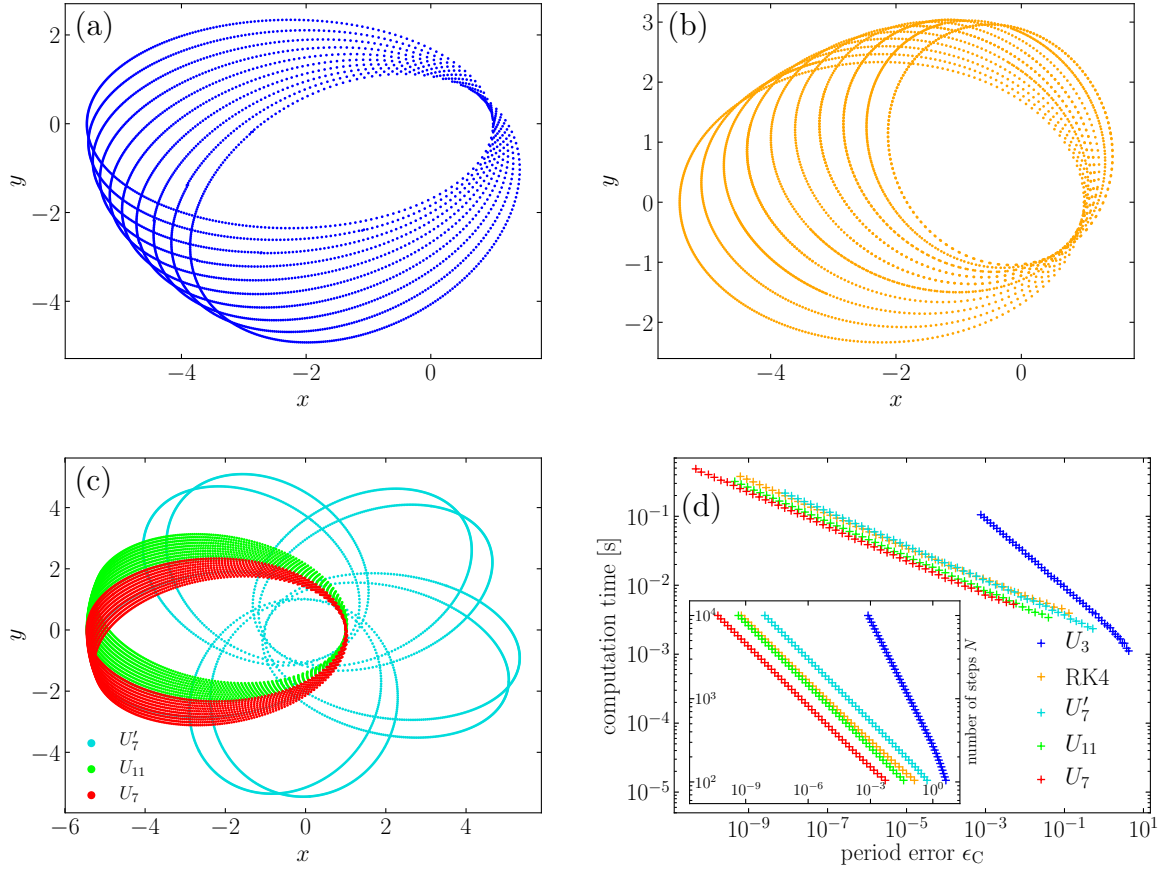 (a)
2
0
−2
−4
y
−4
−2
0
x
(b)
3
2
1
0
−1
−2
y
−4
−2
0
x
(c)
4
2
0
−2
−4
y
U′₇
U₁₁
U₇
−6
−4
−2
0
2
4
6
x
(d)
10⁻¹
10⁻²
10⁻³
10⁻⁴
10⁻⁵
computation time [s]
10⁴
10³
10²
10⁻⁹
10⁻⁶
10⁻³
10⁰
number of steps N
U₃
RK4
U′₇
U₁₁
U₇
10⁻⁹
10⁻⁷
10⁻⁵
10⁻³
10⁻¹
10¹
period error ϵ_C